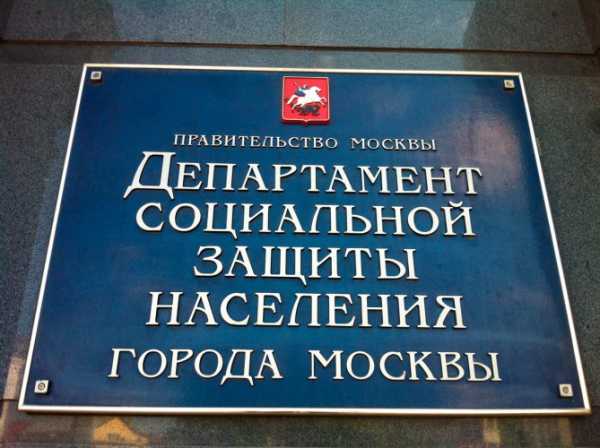 ПРАВИТЕЛЬСТВО МОСКВЫ
ДЕПАРТАМЕНТ
СОЦИАЛЬНОЙ
ЗАЩИТЫ
НАСЕЛЕНИЯ
ГОРОДА МОСКВЫ